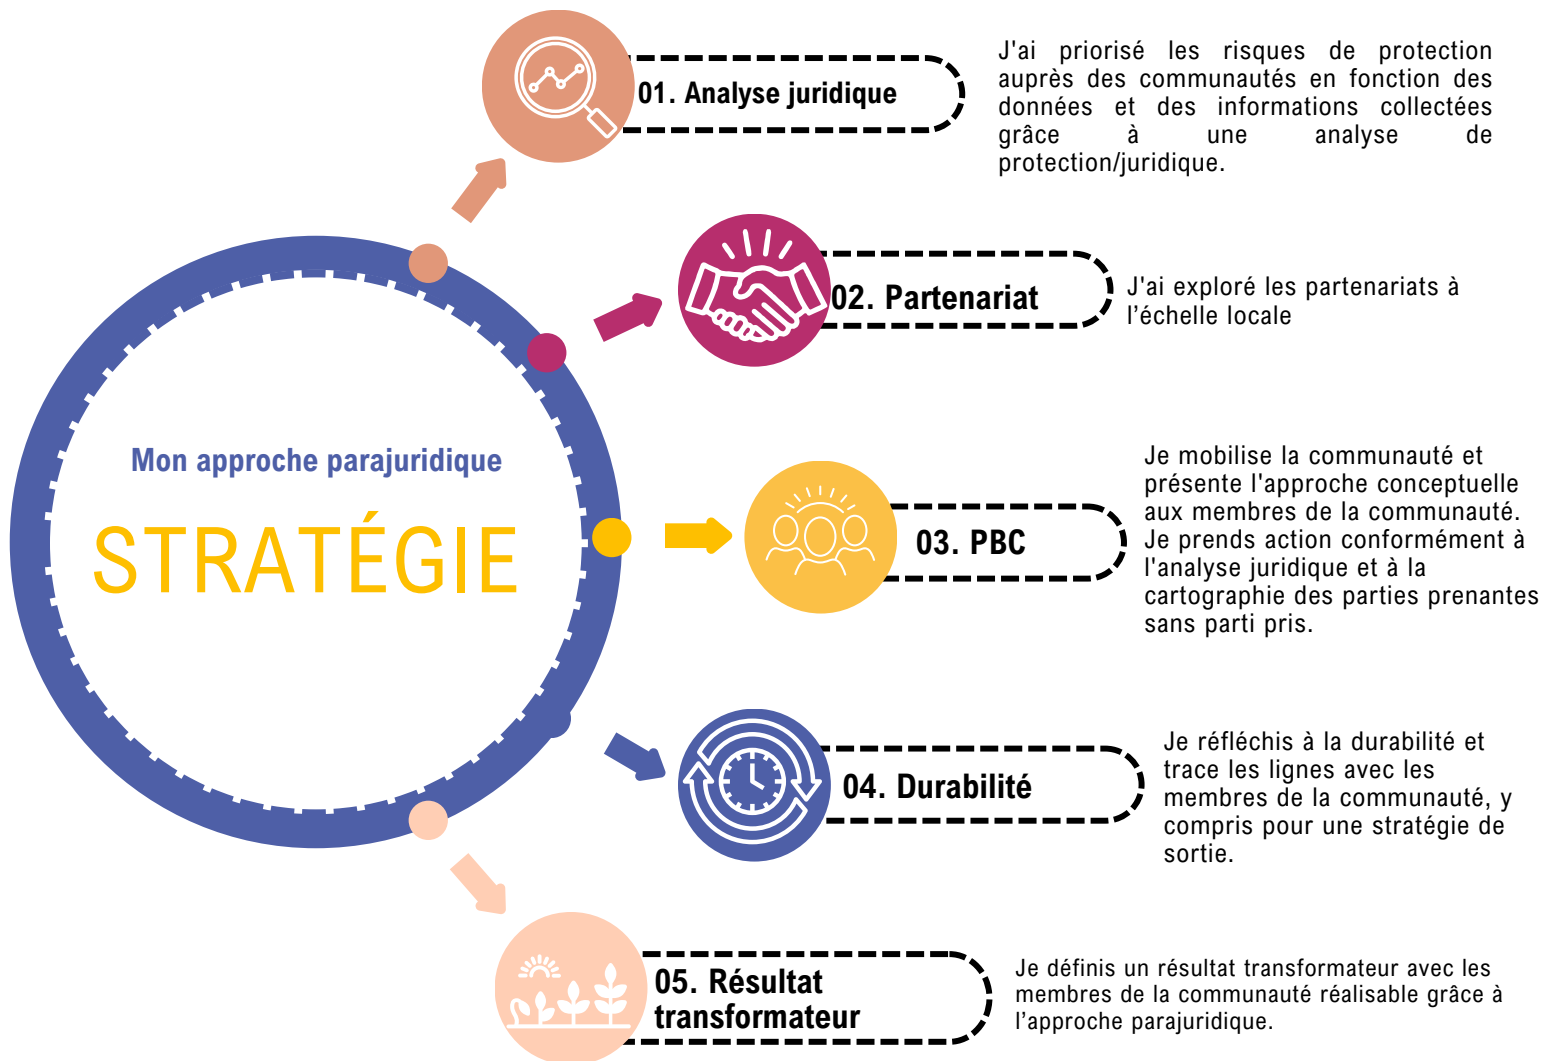 01. Analyse juridique
J'ai priorisé les risques de protection
auprès des communautés en fonction des
données et des informations collectées
grâce à une analyse de
protection/juridique.
02. Partenariat
J'ai exploré les partenariats à
l’échelle locale
Mon approche parajuridique
STRATÉGIE
03. PBC
Je mobilise la communauté et
présente l'approche conceptuelle
aux membres de la communauté.
Je prends action conformément à
l'analyse juridique et à la
cartographie des parties prenantes
sans parti pris.
04. Durabilité
Je réfléchis à la durabilité et
trace les lignes avec les
membres de la communauté, y
compris pour une stratégie de
sortie.
05. Résultat
transformateur
Je définis un résultat transformateur avec les
membres de la communauté réalisable grâce à
l’approche parajuridique.